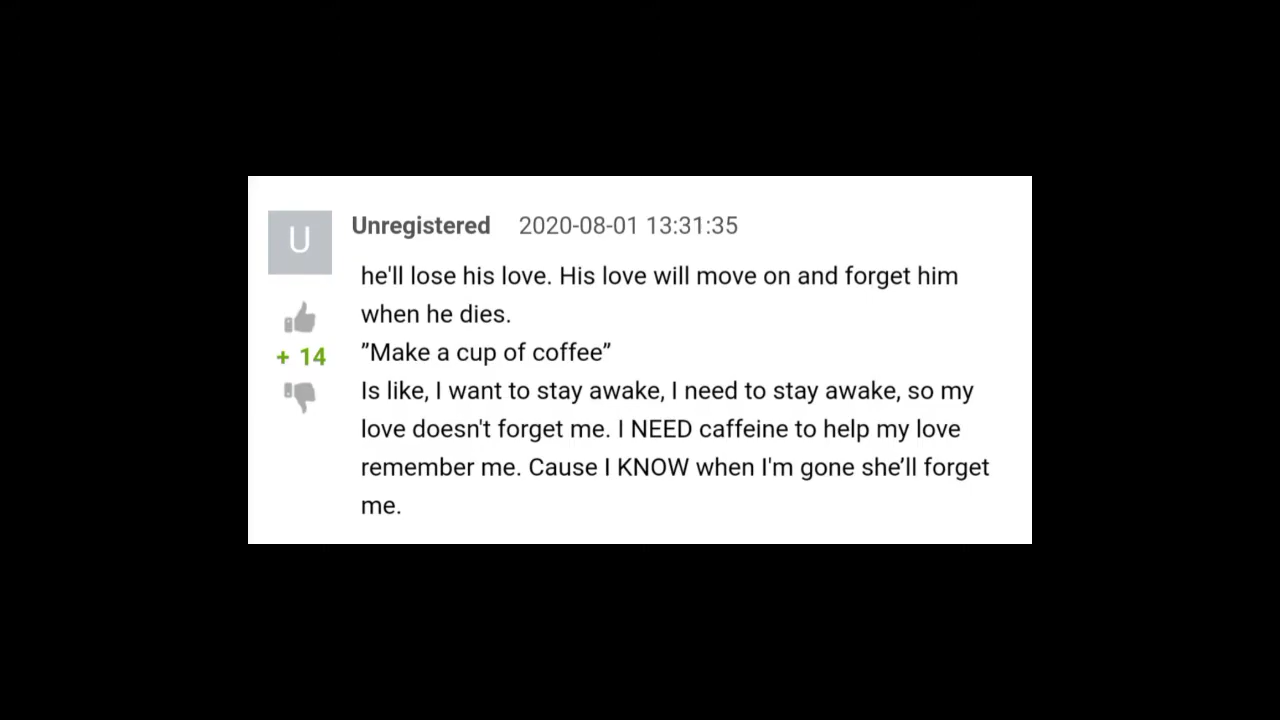 U
Unregistered 2020-08-01 13:31:35
he'll lose his love. His love will move on and forget him
when he dies.
+ 14
”Make a cup of coffee”
Is like, I want to stay awake, I need to stay awake, so my
love doesn't forget me. I NEED caffeine to help my love
remember me. Cause I KNOW when I'm gone she’ll forget
me.